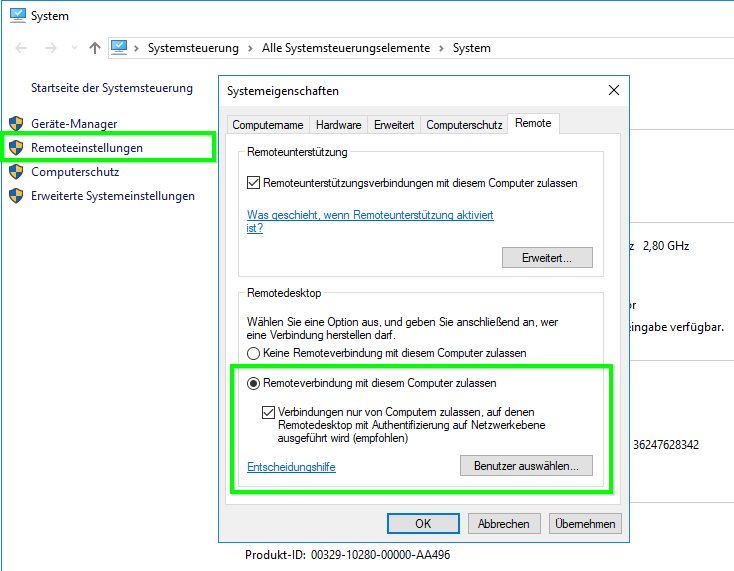 System
Systemsteuerung > Alle Systemsteuerungselemente > System
Startseite der Systemsteuerung
Geräte-Manager
Remoteeinstellungen
Computerschutz
Erweiterte Systemeinstellungen
Systemeigenschaften
Computername Hardware Erweitert Computerschutz Remote
Remoteunterstützung
Remoteunterstützungsverbindungen mit diesem Computer zulassen
Was geschieht, wenn Remoteunterstützung aktiviert
ist?
Erweitert...
Remotedesktop
Wählen Sie eine Option aus, und geben Sie anschließend an, wer
eine Verbindung herstellen darf.
Keine Remoteverbindung mit diesem Computer zulassen
Remoteverbindung mit diesem Computer zulassen
Verbindungen nur von Computern zulassen, auf denen
Remotedesktop mit Authentifizierung auf Netzwerkebene
ausgeführt wird (empfohlen)
Entscheidungshilfe
Benutzer auswählen...
OK Abbrechen Übernehmen
z 2,80 GHz
or
eingabe verfügbar.
36247628342
Produkt-ID: 00329-10280-00000-AA496